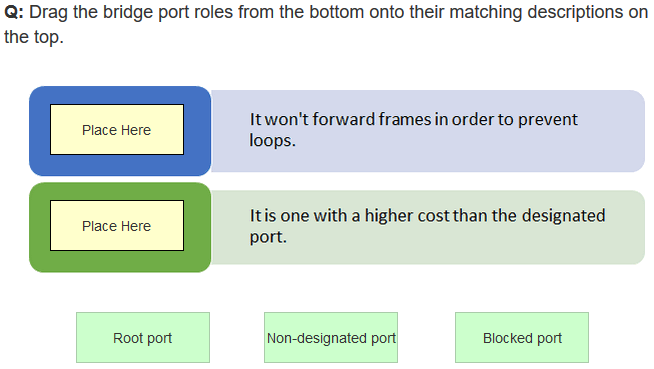 Q: Drag the bridge port roles from the bottom onto their matching descriptions on
the top.
Place Here
It won't forward frames in order to prevent
loops.
Place Here
It is one with a higher cost than the designated
port.
Root port
Non-designated port
Blocked port